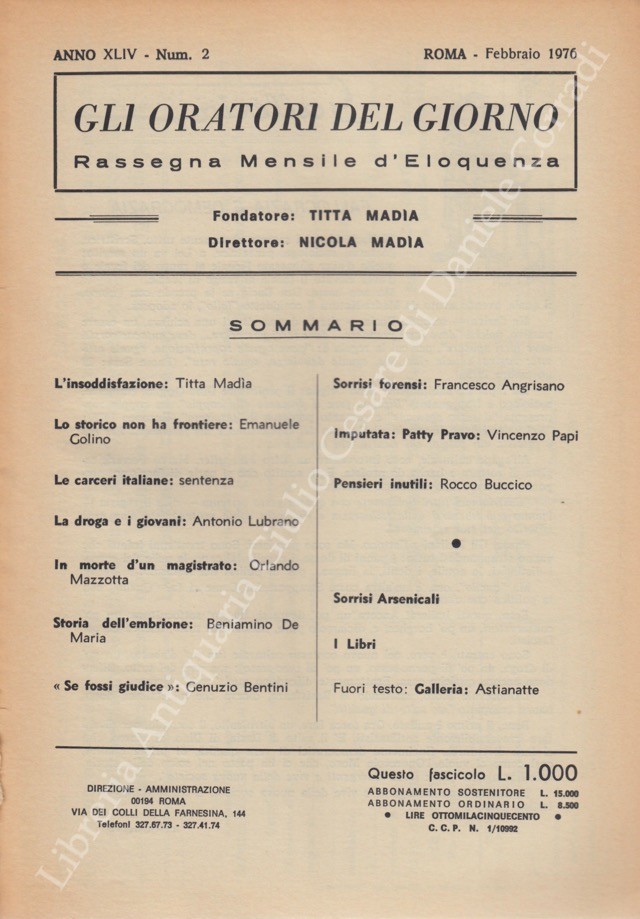 ANNO XLIV - Num. 2
ROMA - Febbraio 1976
GLI ORATORI DEL GIORNO
Rassegna Mensile d'Eloquenza
Fondatore: TITTA MADÌA
Direttore: NICOLA MADÌA
SOMMARIO
L'insoddisfazione: Titta Madìa
Lo storico non ha frontiere: Emanuele
Golino
Le carceri italiane: sentenza
La droga e i giovani: Antonio Lubrano
In morte d'un magistrato: Orlando
Mazzotta
Storia dell'embrione: Beniamino De
Maria
« Se fossi giudice »: Genuzio Bentini
Sorrisi forensi: Francesco Angrisano
Imputata: Patty Pravo: Vincenzo Papi
Pensieri inutili: Rocco Buccico
Sorrisi Arsenicali
I Libri
Fuori testo: Galleria: Astianatte
DIREZIONE - AMMINISTRAZIONE
00194 ROMA
VIA DEI COLLI DELLA FARNESINA, 144
Telefoni 327.67.73 - 327.41.74
Questo fascicolo L. 1.000
ABBONAMENTO SOSTENITORE L. 15.000
ABBONAMENTO ORDINARIO L. 8.500
• LIRE OTTOMILACINQUECENTO •
C. C. P. N. 1/10992
Libreria Antiquaria Giulio Cesare di Daniele Corradi